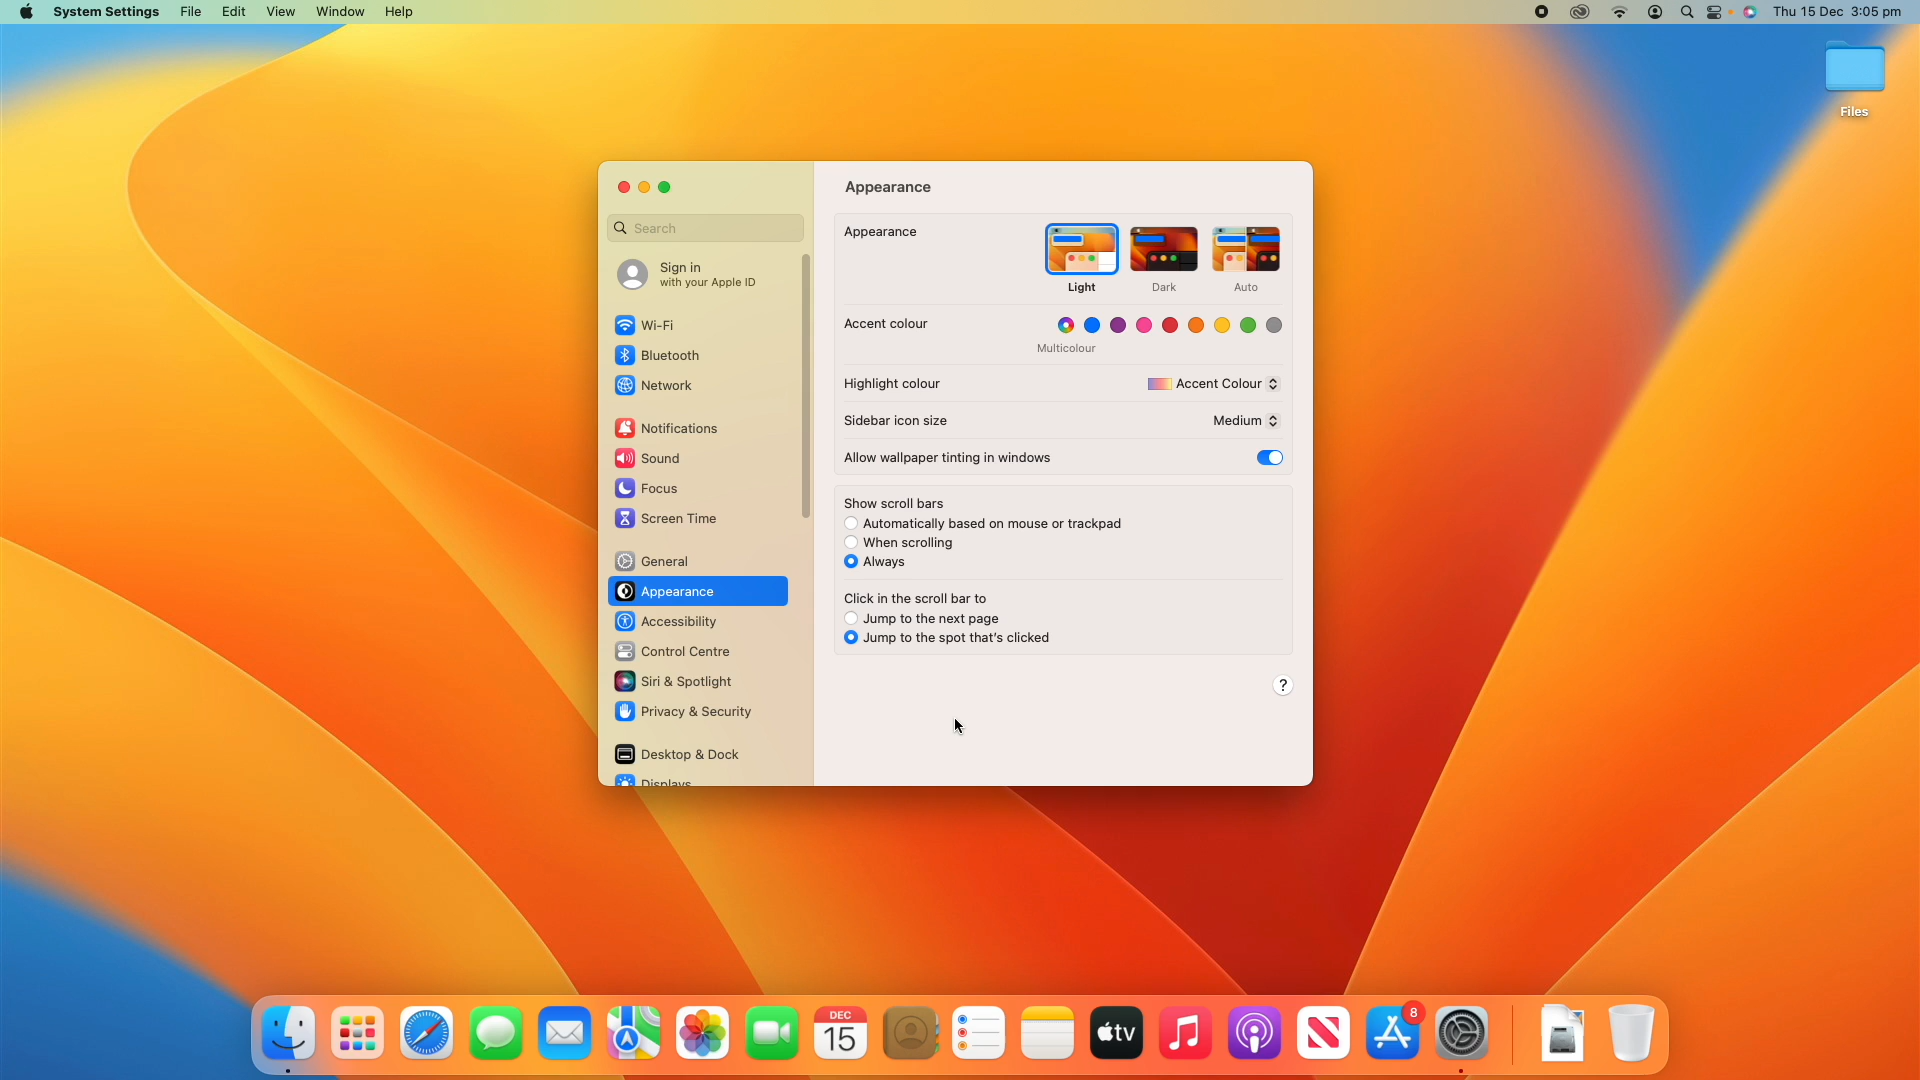 System Settings File Edit View Window Help
Thu 15 Dec 3:05 pm
Files
Search
Sign in
with your Apple ID
Wi-Fi
Bluetooth
Network
Notifications
Sound
Focus
Screen Time
General
Appearance
Accessibility
Control Centre
Siri & Spotlight
Privacy & Security
Desktop & Dock
Displays
Appearance
Appearance
Light Dark Auto
Accent colour
Multicolour
Highlight colour Accent Colour
Sidebar icon size Medium
Allow wallpaper tinting in windows
Show scroll bars
Automatically based on mouse or trackpad
When scrolling
Always
Click in the scroll bar to
Jump to the next page
Jump to the spot that's clicked
?
DEC
15
tv
8